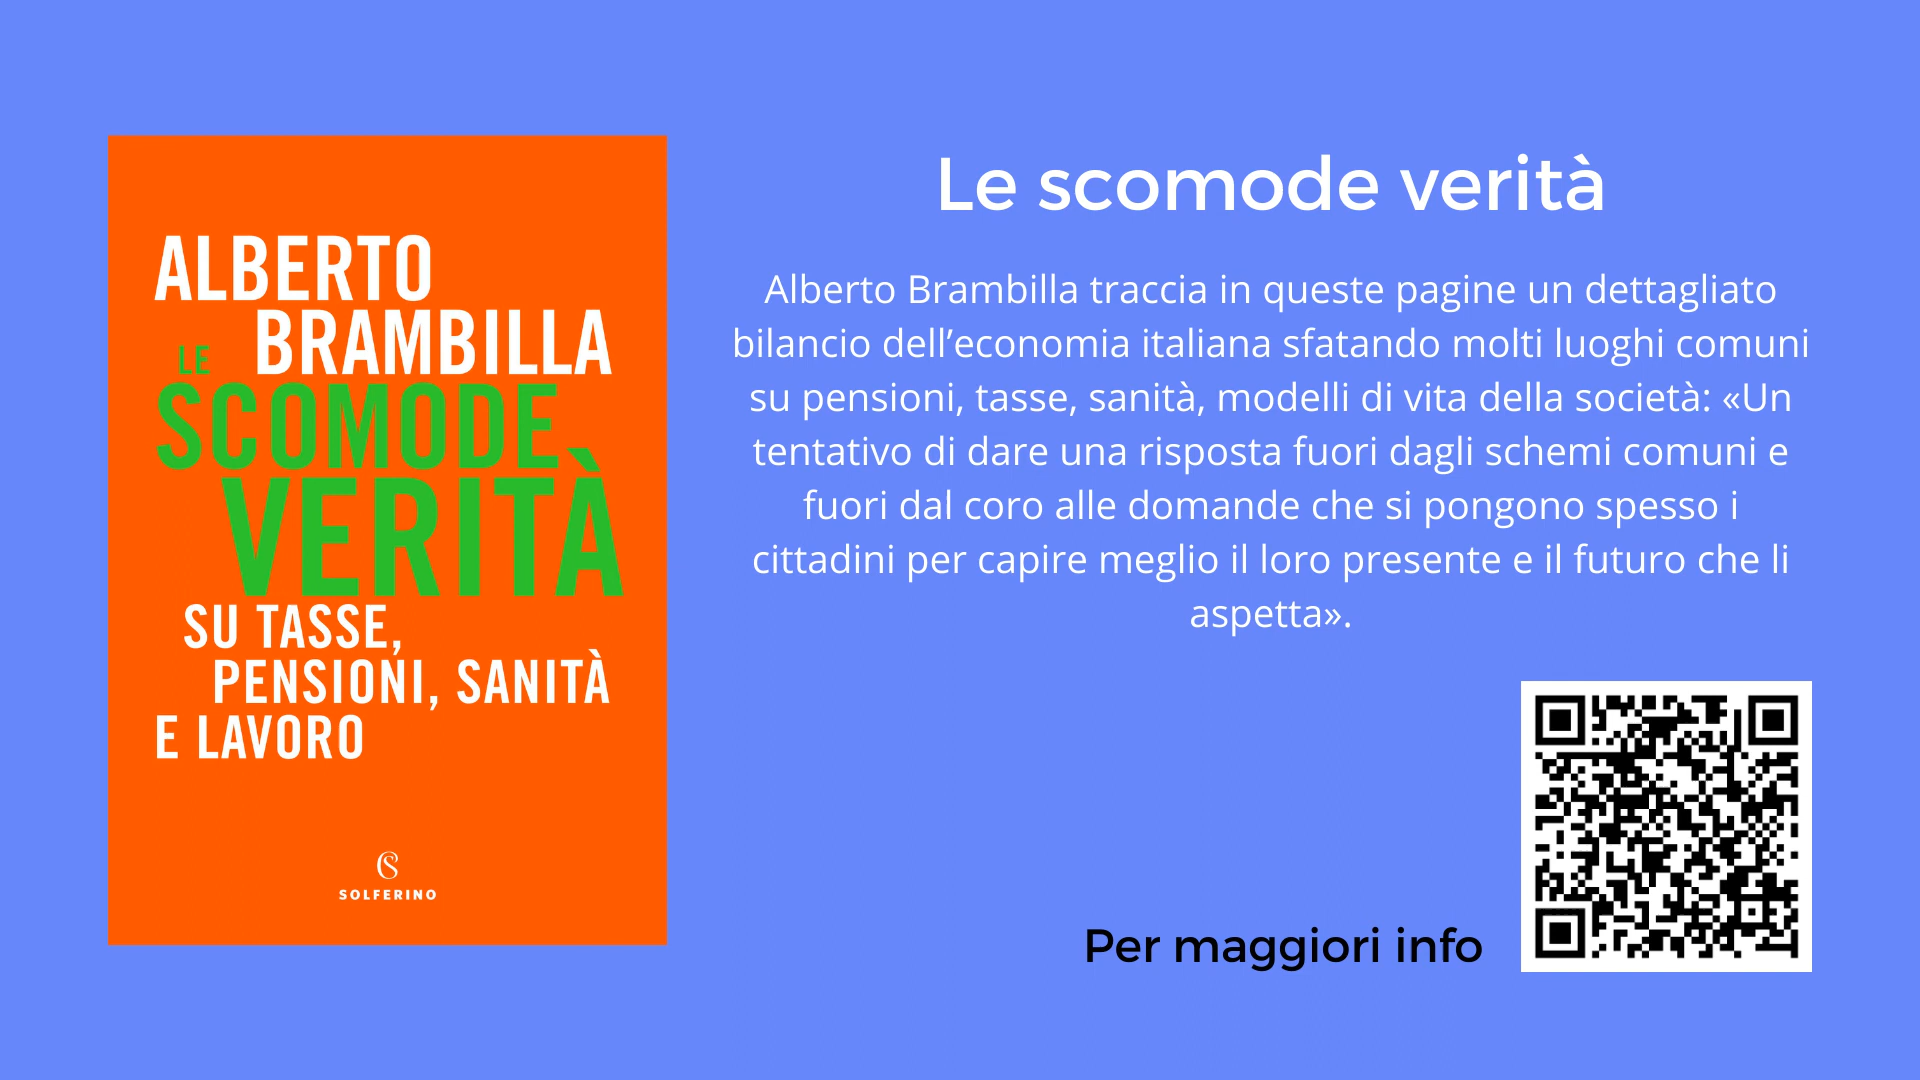 ALBERTO
BRAMBILLA
LE
SCOMODE
VERITÀ
SU TASSE,
PENSIONI, SANITÀ
E LAVORO
SOLFERINO
Le scomode verità
Alberto Brambilla traccia in queste pagine un dettagliato
bilancio dell’economia italiana sfatando molti luoghi comuni
su pensioni, tasse, sanità, modelli di vita della società: «Un
tentativo di dare una risposta fuori dagli schemi comuni e
fuori dal coro alle domande che si pongono spesso i
cittadini per capire meglio il loro presente e il futuro che li
aspetta».
Per maggiori info